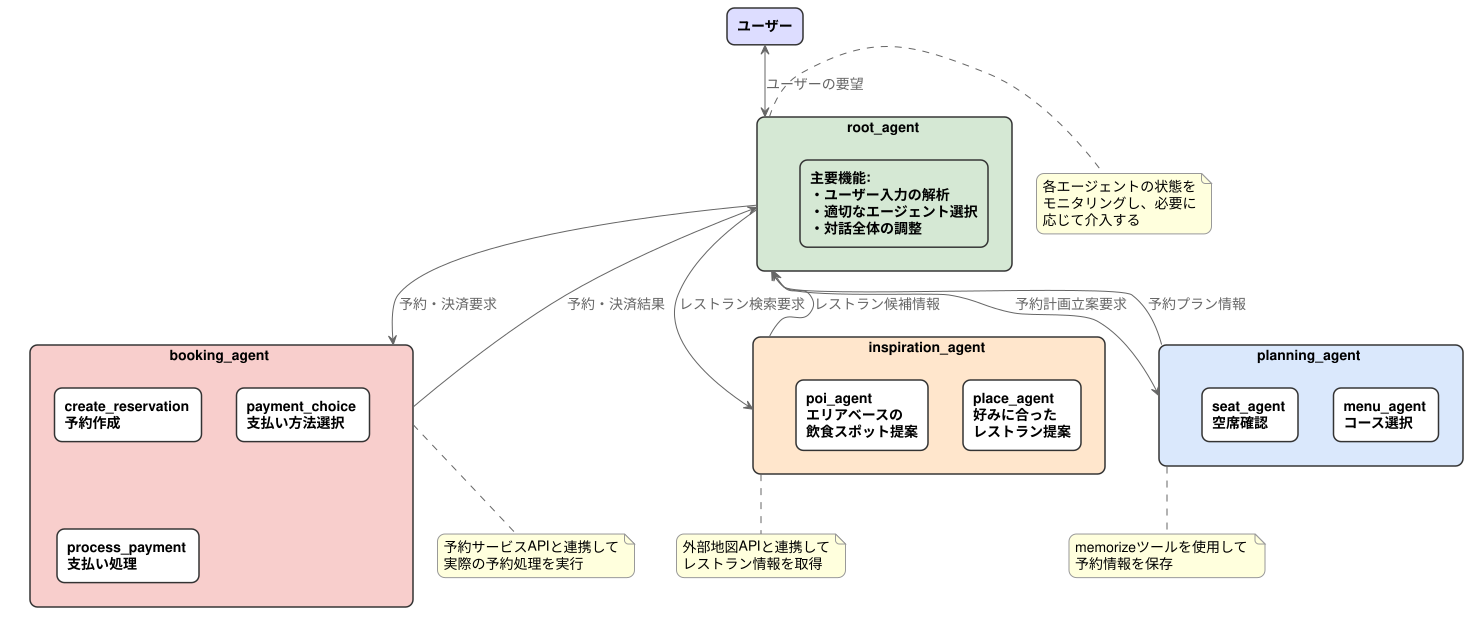 ユーザー
ユーザーの要望
root_agent
主要機能:
・ユーザー入力の解析
・適切なエージェント選択
・対話全体の調整
各エージェントの状態を
モニタリングし、必要に
応じて介入する
予約・決済要求
予約・決済結果
レストラン検索要求
レストラン候補情報
予約計画立案要求
予約プラン情報
booking_agent
create_reservation
予約作成
payment_choice
支払い方法選択
process_payment
支払い処理
inspiration_agent
poi_agent
エリアベースの
飲食スポット提案
place_agent
好みに合った
レストラン提案
planning_agent
seat_agent
空席確認
menu_agent
コース選択
予約サービスAPIと連携して
実際の予約処理を実行
外部地図APIと連携して
レストラン情報を取得
memorizeツールを使用して
予約情報を保存